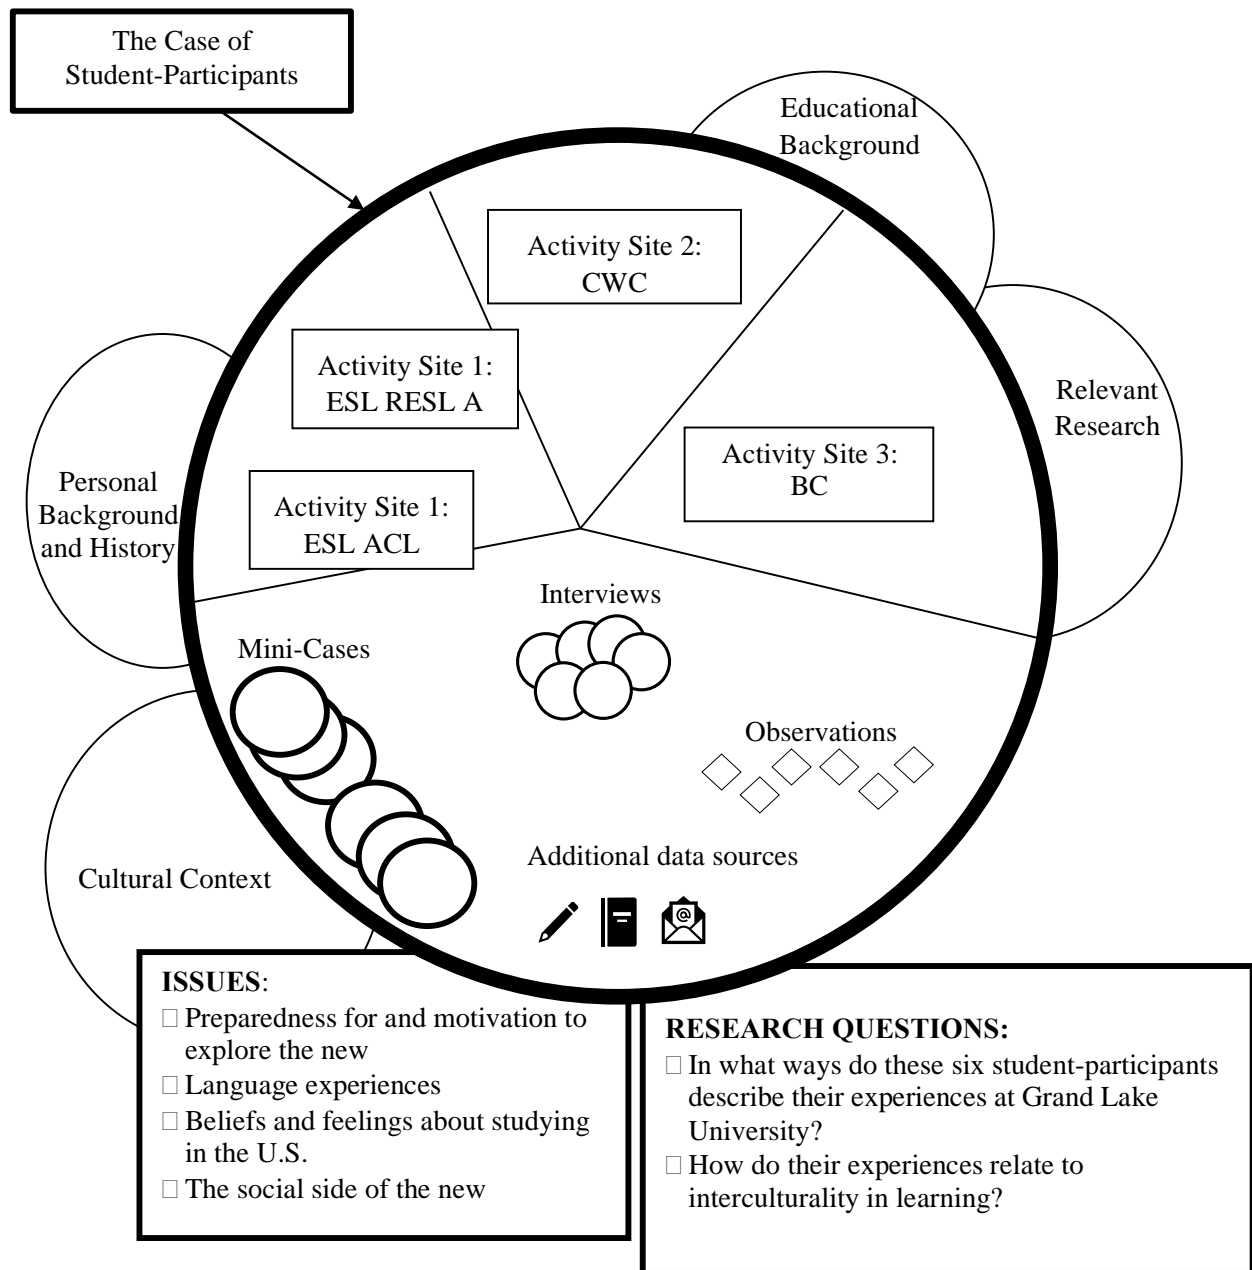 The Case of
Student-Participants
Educational
Background
Activity Site 2:
CWC
Activity Site 1:
ESL RESL A
Relevant
Research
Activity Site 3:
BC
Personal
Background
and History
Activity Site 1:
ESL ACL
Interviews
Mini-Cases
Observations
Additional data sources
@
Cultural Context
ISSUES:
□ Preparedness for and motivation to
explore the new
□ Language experiences
□ Beliefs and feelings about studying
in the U.S.
□ The social side of the new
RESEARCH QUESTIONS:
□ In what ways do these six student-participants
describe their experiences at Grand Lake
University?
□ How do their experiences relate to
interculturality in learning?